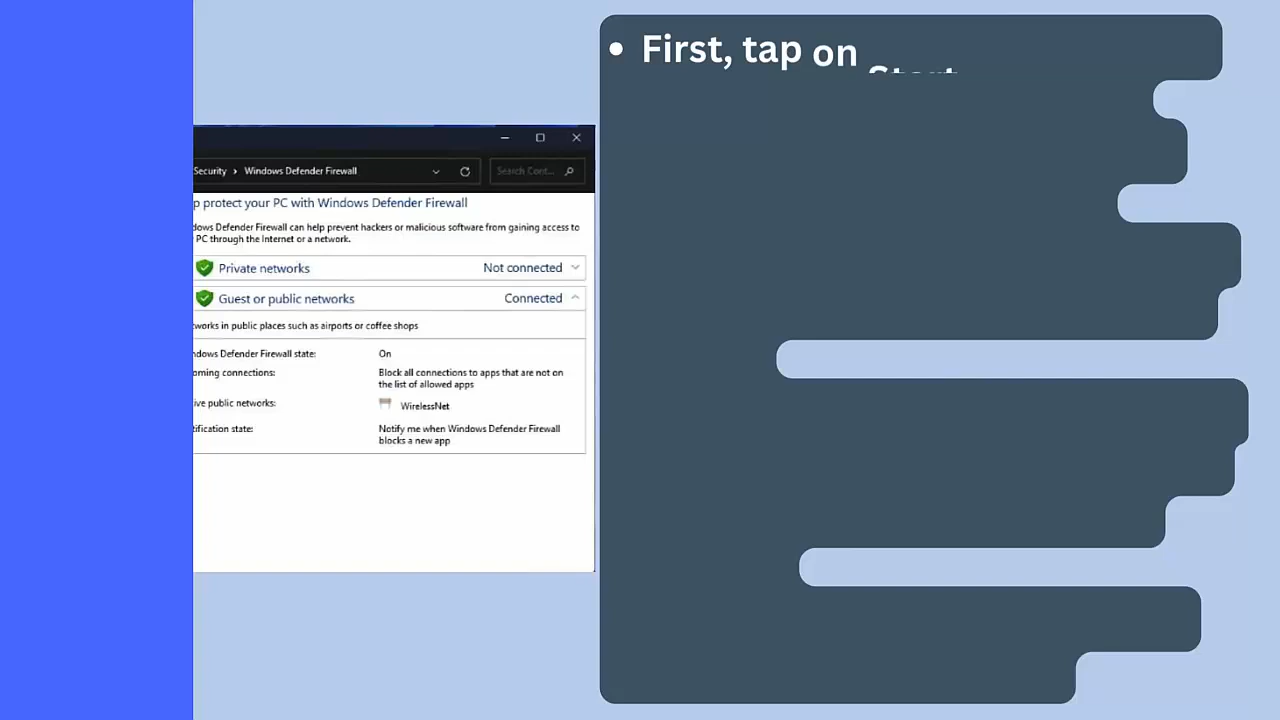 • First, tap on Start
Security › Windows Defender Firewall
Search Cont...
p protect your PC with Windows Defender Firewall
dows Defender Firewall can help prevent hackers or malicious software from gaining access to
PC through the Internet or a network.
Private networks Not connected
Guest or public networks Connected
works in public places such as airports or coffee shops
ndows Defender Firewall state: On
oming connections: Block all connections to apps that are not on
the list of allowed apps
ive public networks: WirelessNet
ification state: Notify me when Windows Defender Firewall
blocks a new app